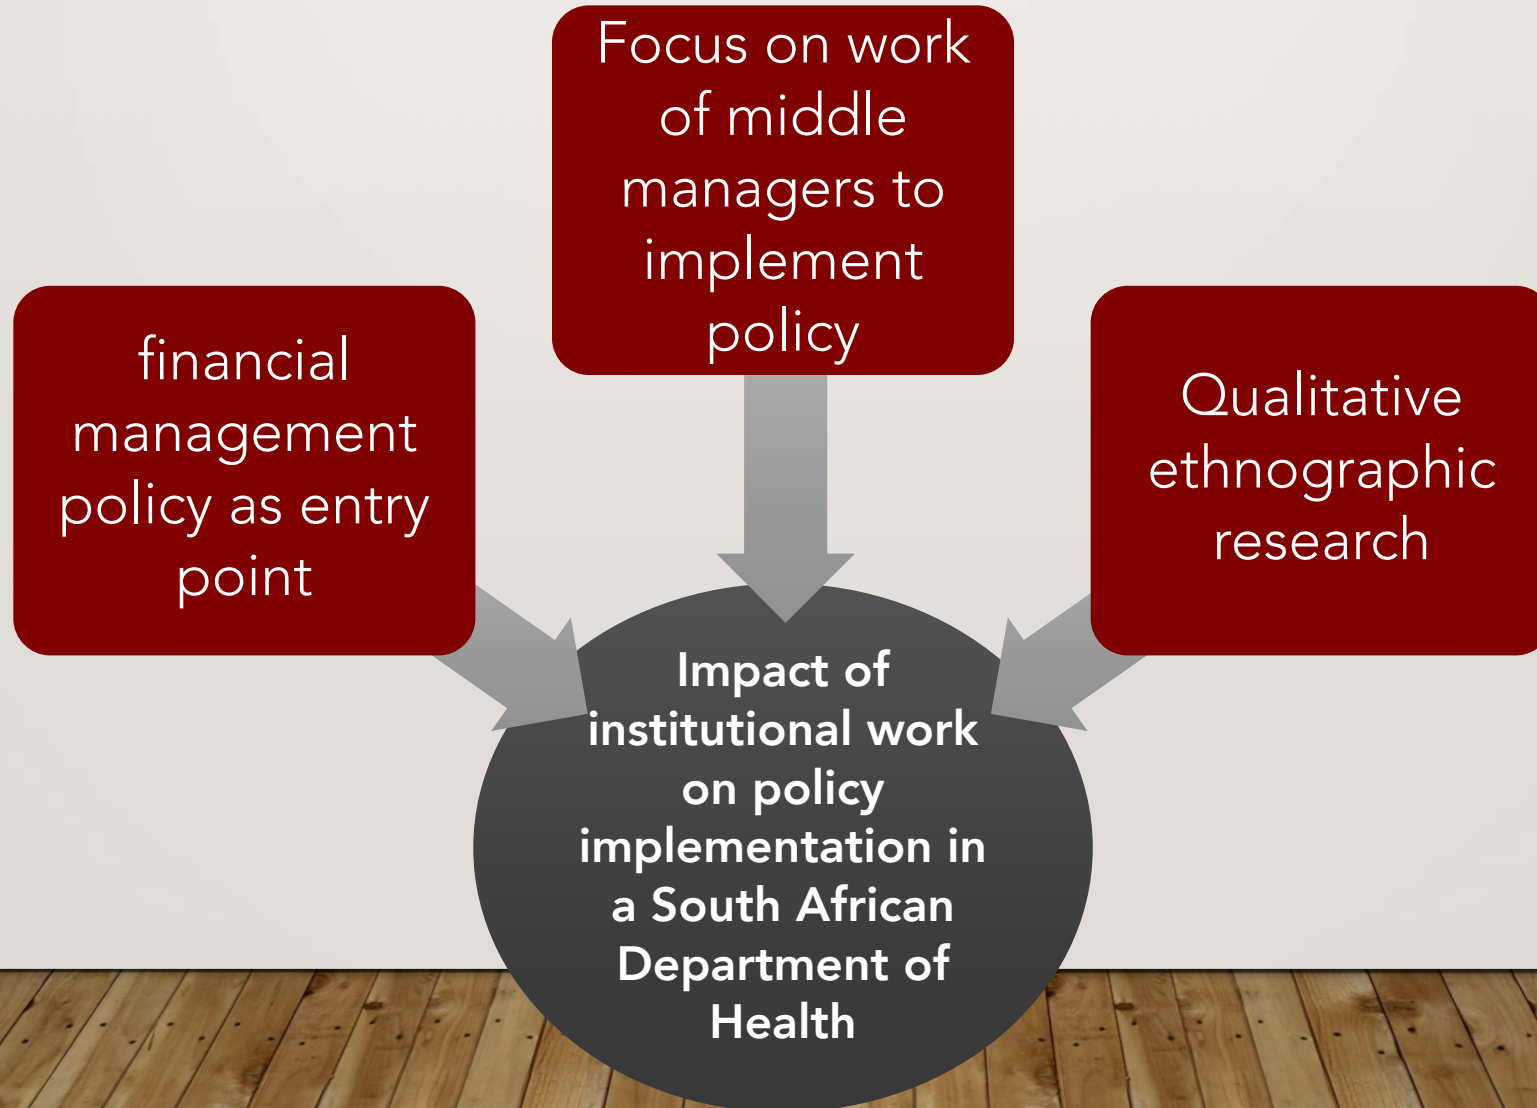 Focus on work
of middle
managers to
implement
policy
financial
management
policy as entry
point
Qualitative
ethnographic
research
Impact of
institutional work
on policy
implementation in
a South African
Department of
Health